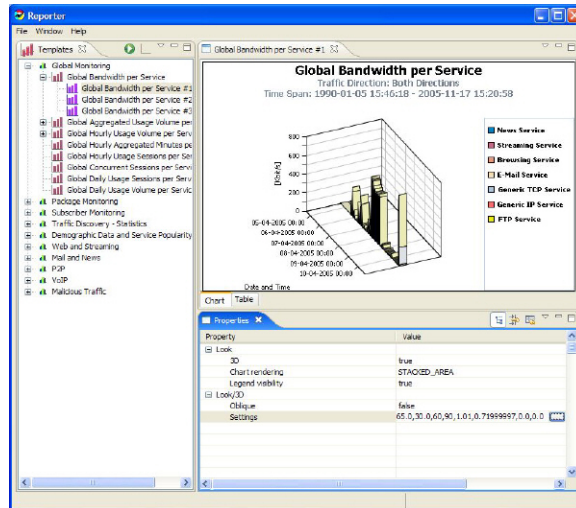 Reporter
File Window Help
Templates
Global Monitoring
Global Bandwidth per Service
Global Bandwidth per Service #1
Global Bandwidth per Service #2
Global Bandwidth per Service #3
Global Aggregated Usage Volume per
Global Hourly Usage Volume per Serv
Global Hourly Aggregated Minutes pe
Global Hourly Usage Sessions per Ser
Global Concurrent Sessions per Servi
Global Daily Usage Sessions per Serv
Global Daily Usage Volume per Servic
Package Monitoring
Subscriber Monitoring
Traffic Discovery - Statistics
Demographic Data and Service Popularity
Web and Streaming
Mail and News
P2P
VoIP
Malicious Traffic
Global Bandwidth per Service #1
Global Bandwidth per Service
Traffic Direction: Both Directions
Time Span: 1990-01-05 15:46:18 - 2005-11-17 15:20:58
800
600
400
200
0
[Kbit/s]
05-04-2005 00:00
06-04-2005 00:00
07-04-2005 00:00
08-04-2005 00:00
09-04-2005 00:00
10-04-2005 00:00
Date and Time
News Service
Streaming Service
Browsing Service
E-Mail Service
Generic TCP Service
Generic IP Service
FTP Service
Chart Table
Properties
Property Value
Look
3D true
Chart rendering STACKED_AREA
Legend visibility true
Look/3D
Oblique false
Settings 65.0,30.0,60,90,1.01,0.71999997,0.0,0.0